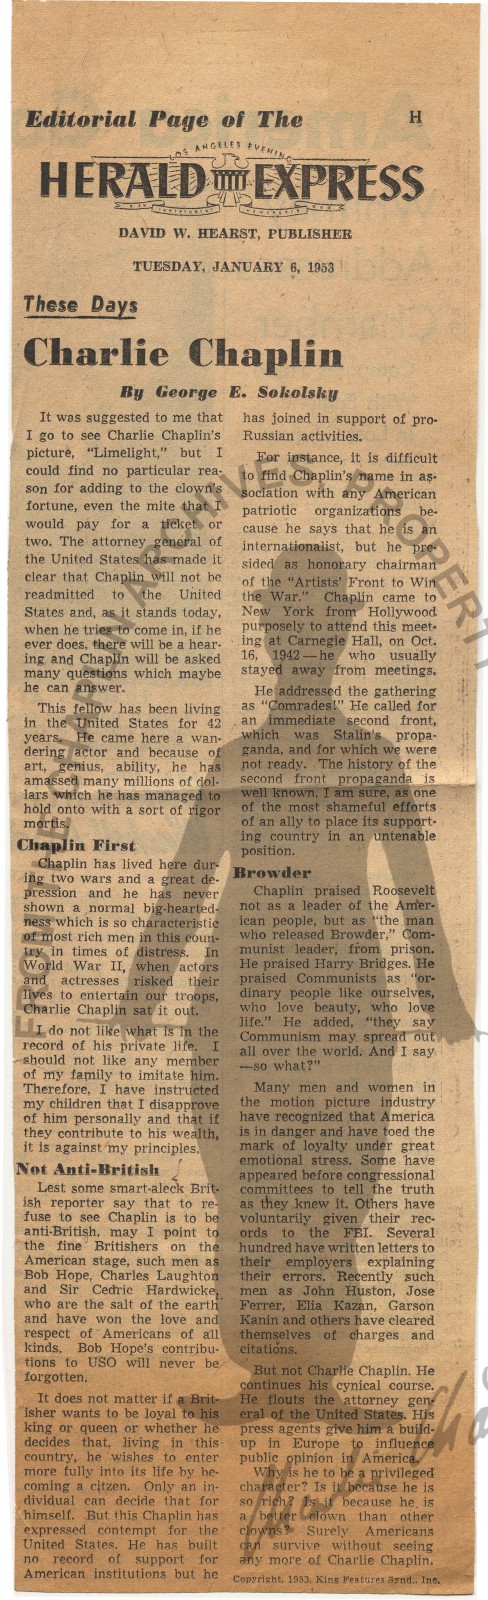 Editorial Page of The
H
LOS ANGELES EVENING
HERALD EXPRESS
DAVID W. HEARST, PUBLISHER
TUESDAY, JANUARY 6, 1953
These Days
Charlie Chaplin
By George E. Sokolsky
It was suggested to me that
I go to see Charlie Chaplin's
picture, "Limelight," but I
could find no particular rea-
son for adding to the clown's
fortune, even the mite that I
would pay for a ticket or
two. The attorney general of
the United States has made it
clear that Chaplin will not be
readmitted to the United
States and, as it stands today,
when he tries to come in, if he
ever does, there will be a hear-
ing and Chaplin will be asked
many questions which maybe
he can answer.
This fellow has been living
in the United States for 42
years. He came here a wan-
dering actor and because of
art, genius, ability, he has
amassed many millions of dol-
lars which he has managed to
hold onto with a sort of rigor
mortis.
Chaplin First
Chaplin has lived here dur-
ing two wars and a great de-
pression and he has never
shown a normal big-hearted-
ness which is so characteristic
of most rich men in this coun-
try in times of distress. In
World War II, when actors
and actresses risked their
lives to entertain our troops,
Charlie Chaplin sat it out.
I do not like what is in the
record of his private life. I
should not like any member
of my family to imitate him.
Therefore, I have instructed
my children that I disapprove
of him personally and that if
they contribute to his wealth,
it is against my principles.
Not Anti-British
Lest some smart-aleck Brit-
ish reporter say that to re-
fuse to see Chaplin is to be
anti-British, may I point to
the fine Britishers on the
American stage, such men as
Bob Hope, Charles Laughton
and Sir Cedric Hardwicke,
who are the salt of the earth
and have won the love and
respect of Americans of all
kinds. Bob Hope's contribu-
tions to USO will never be
forgotten.
It does not matter if a Brit-
isher wants to be loyal to his
king or queen or whether he
decides that, living in this
country, he wishes to enter
more fully into its life by be-
coming a citzen. Only an in-
dividual can decide that for
himself. But this Chaplin has
expressed contempt for the
United States. He has built
no record of support for
American institutions but he
has joined in support of pro-
Russian activities.
For instance, it is difficult
to find Chaplin's name in as-
sociation with any American
patriotic organizations be-
cause he says that he is an
internationalist, but he pre-
sided as honorary chairman
of the "Artists' Front to Win
the War." Chaplin came to
New York from Hollywood
purposely to attend this meet-
ing at Carnegie Hall, on Oct.
16, 1942—he who usually
stayed away from meetings.
He addressed the gathering
as "Comrades!" He called for
an immediate second front,
which was Stalin's propa-
ganda, and for which we were
not ready. The history of the
second front propaganda is
well known, I am sure, as one
of the most shameful efforts
of an ally to place its support-
ing country in an untenable
position.
Browder
Chaplin praised Roosevelt
not as a leader of the Amer-
ican people, but as "the man
who released Browder," Com-
munist leader, from prison.
He praised Harry Bridges. He
praised Communists as "or-
dinary people like ourselves,
who love beauty, who love
life." He added, "they say
Communism may spread out
all over the world. And I say
—so what?"
Many men and women in
the motion picture industry
have recognized that America
is in danger and have toed the
mark of loyalty under great
emotional stress. Some have
appeared before congressional
committees to tell the truth
as they knew it. Others have
voluntarily given their rec-
ords to the FBI. Several
hundred have written letters to
their employers explaining
their errors. Recently such
men as John Huston, Jose
Ferrer, Elia Kazan, Garson
Kanin and others have cleared
themselves of charges and
citations.
But not Charlie Chaplin. He
continues his cynical course.
He flouts the attorney gen-
eral of the United States. His
press agents give him a build-
up in Europe to influence
public opinion in America.
Why is he to be a privileged
character? Is it because he is
so rich? Is it because he is
a better clown than other
clowns? Surely Americans
can survive without seeing
any more of Charlie Chaplin.
Copyright, 1953, King Features Synd., Inc.
FROM THE CHAPLIN ARCHIVES PROPERTY